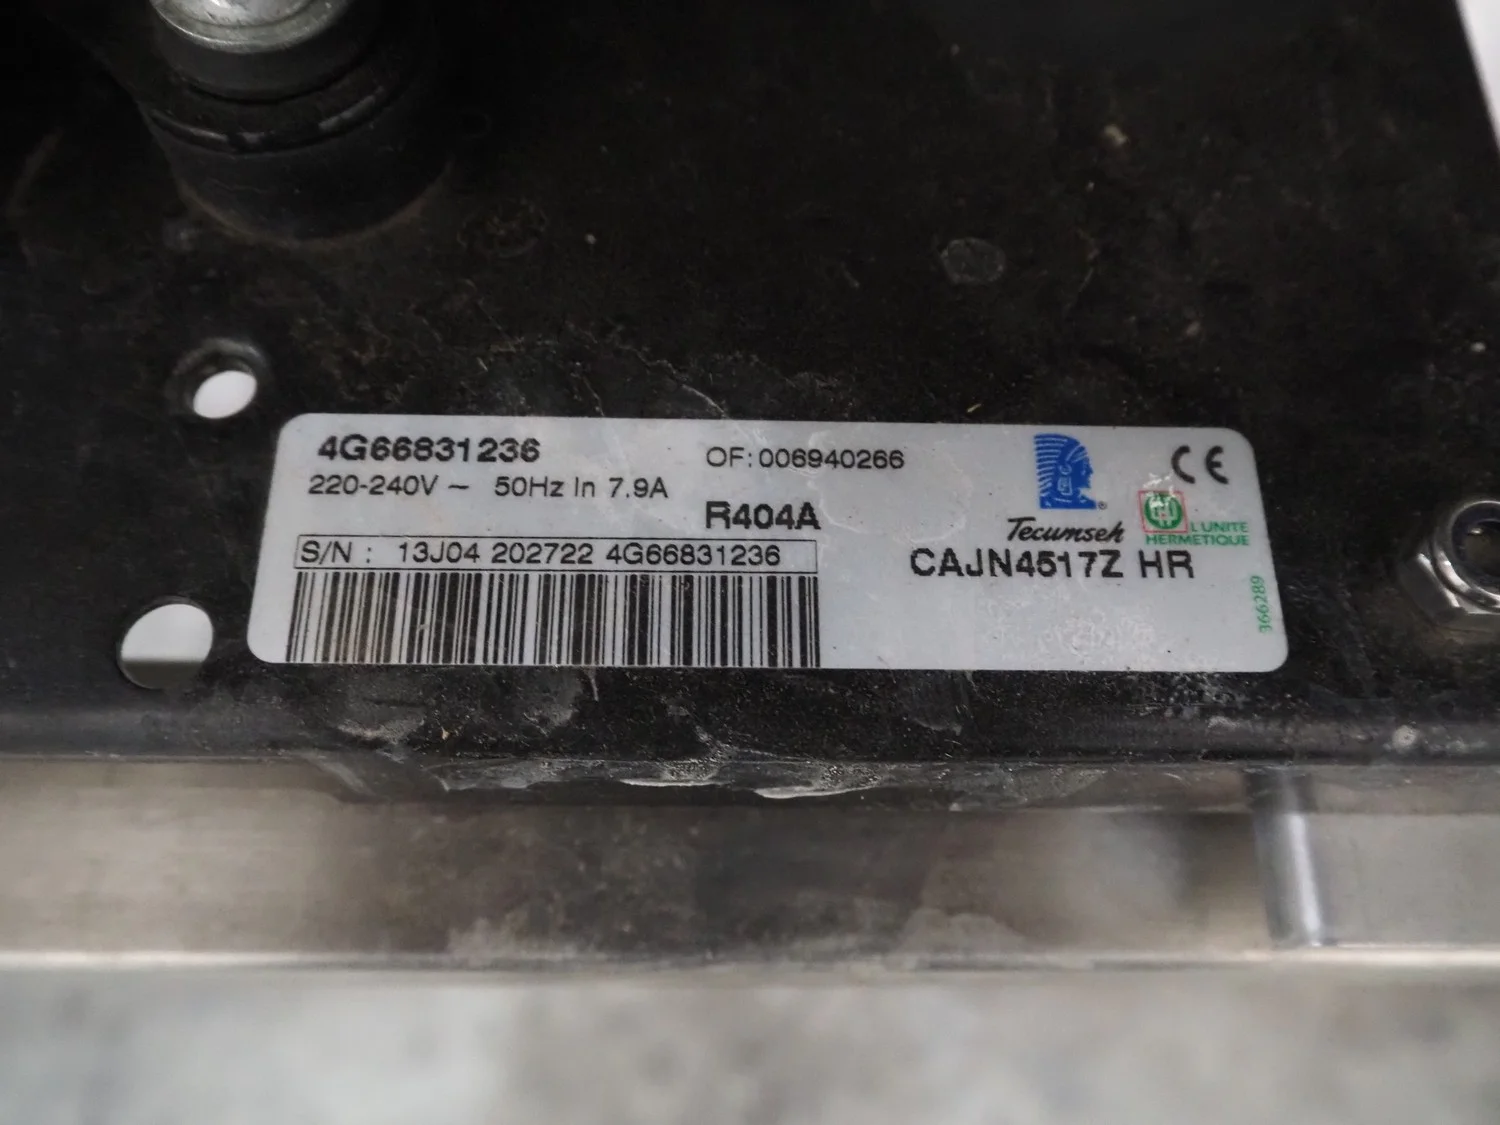 4G66831236
OF: 006940266
CE
220-240V ~ 50Hz In 7.9A
R404A
Tecumseh
®
L'UNITE
HERMETIQUE
S/N : 13J04 202722 4G66831236
CAJN4517Z HR
366289